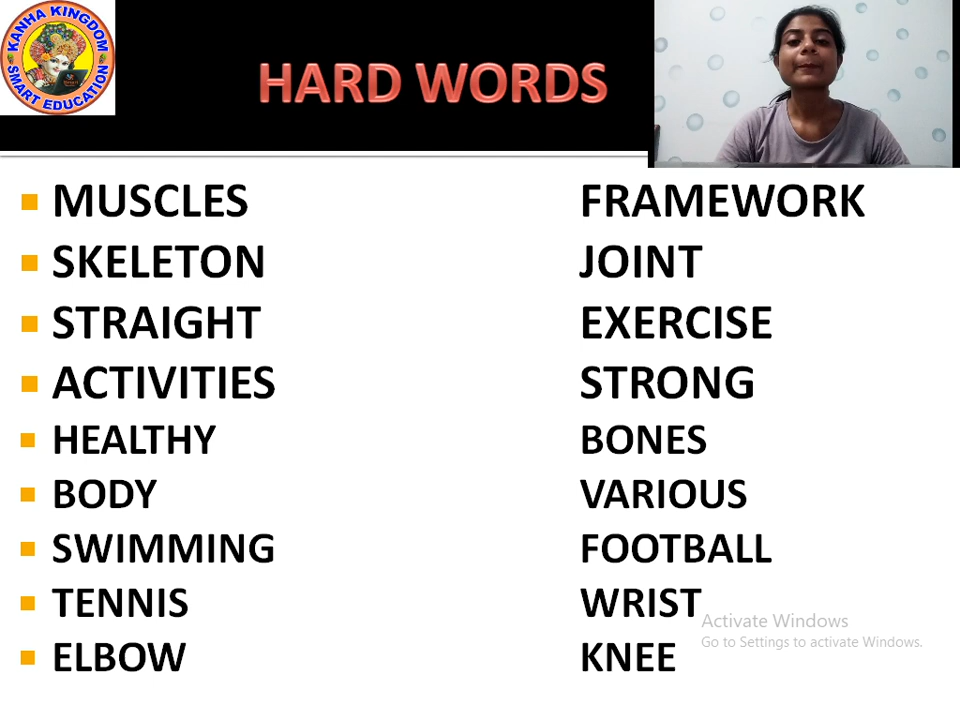 KANHA KINGDOM
SMART EDUCATION
HARD WORDS
MUSCLES FRAMEWORK
SKELETON JOINT
STRAIGHT EXERCISE
ACTIVITIES STRONG
HEALTHY BONES
BODY VARIOUS
SWIMMING FOOTBALL
TENNIS WRIST
ELBOW KNEE
Activate Windows
Go to Settings to activate Windows.